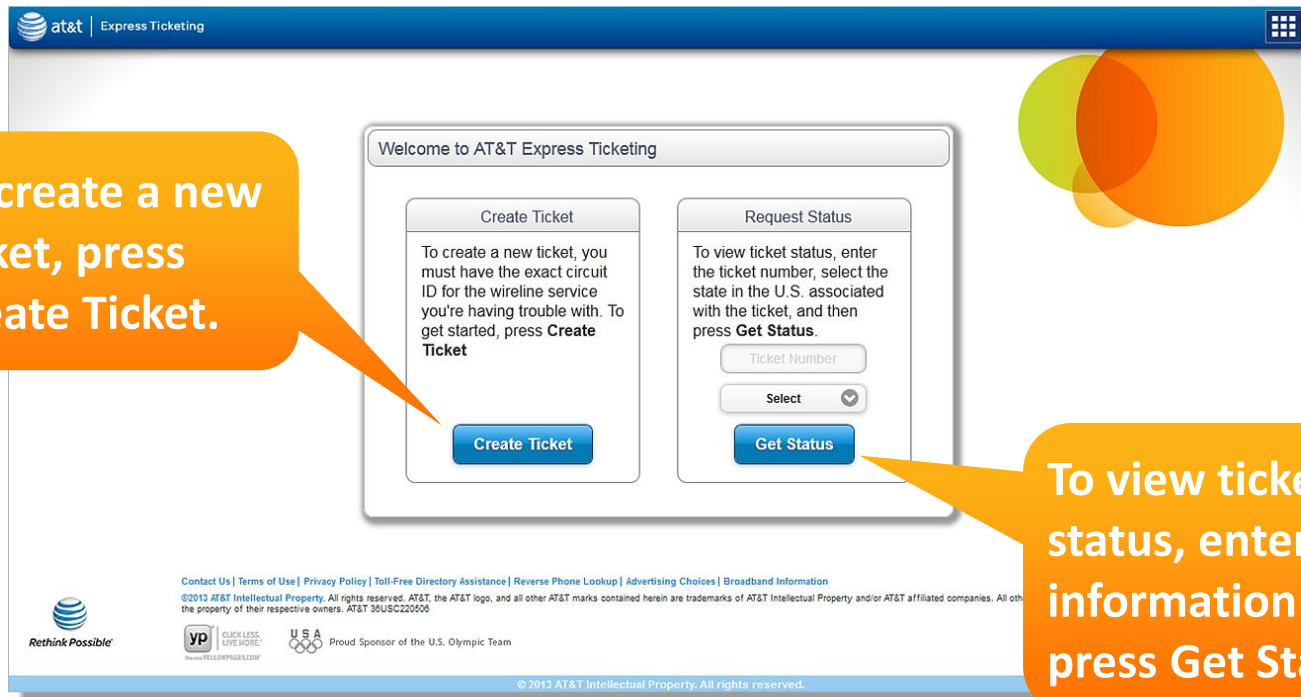 at&t | Express Ticketing
create a new
press
Ticket.
Welcome to AT&T Express Ticketing
Create Ticket
To create a new ticket, you
must have the exact circuit
ID for the wireline service
you're having trouble with. To
get started, press Create
Ticket
Create Ticket
Request Status
To view ticket status, enter
the ticket number, select the
state in the U.S. associated
with the ticket, and then
press Get Status.
Ticket Number
Select
Get Status
To view
status,
information
press Get
Contact Us | Terms of Use | Privacy Policy | Toll-Free Directory Assistance | Reverse Phone Lookup | Advertising Choices | Broadband Information
©2013 AT&T Intellectual Property. All rights reserved. AT&T, the AT&T logo, and all other AT&T marks contained herein are trademarks of AT&T Intellectual Property and/or AT&T affiliated companies. All
the property of their respective owners. AT&T 36USC220506
Rethink Possible®
yp CLICK LESS.
LIVE MORE.
The new YELLOWPAGES.COM
USA
Proud Sponsor of the U.S. Olympic Team
© 2013 AT&T Intellectual Property. All rights reserved.